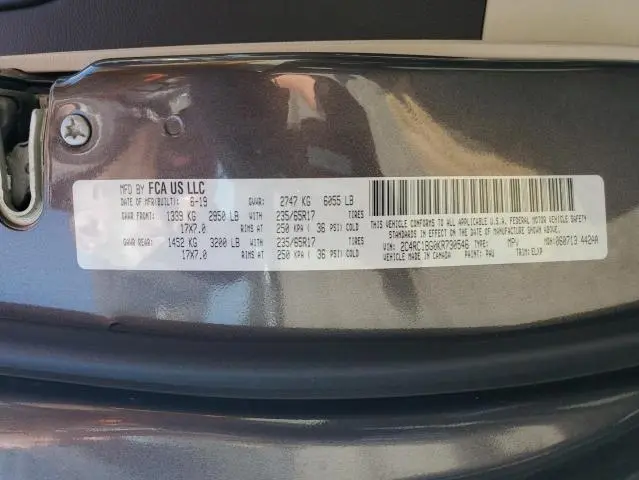 MFD BY FCA US LLC
DATE OF MFR(BUILT): 6-19 GVWR: 2747 KG 6055 LB
GAWR FRONT: 1339 KG 2950 LB WITH 235/65R17 TIRES
17X7.0 RIMS AT 250 KPA ( 36 PSI/COLD
GAWR REAR: 1452 KG 3200 LB WITH 235/65R17 TIRES
17X7.0 RIMS AT 250 KPA ( 36 PSI)COLD
THIS VEHICLE CONFORMS TO ALL APPLICABLE U.S.A. FEDERAL MOTOR VEHICLE SAFETY
STANDARDS IN EFFECT ON THE DATE OF MANUFACTURE SHOWN ABOVE.
VIN: 2C4RC1BG0KR730546 TYPE: MPV MDH:060713 4424A
VEHICLE MADE IN CANADA PAINT: PAU TRIM: